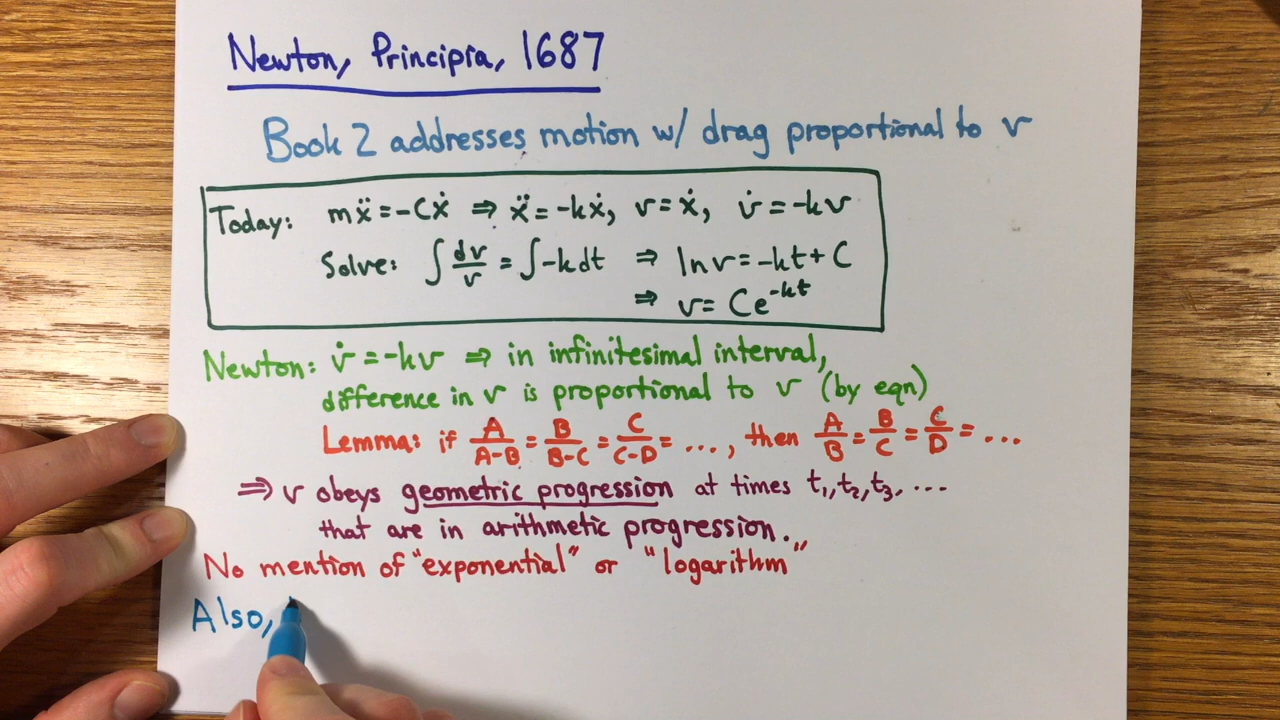 Newton, Principia, 1687
Book 2 addresses motion w/ drag proportional to v
Today: mẍ = -Cẋ ⇒ ẍ = -kẋ, v = ẋ, v̇ = -kv
Solve: ∫ dv/v = ∫ -k dt ⇒ ln v = -kt + C
⇒ v = Ce^{-kt}
Newton: v̇ = -kv ⇒ in infinitesimal interval,
difference in v is proportional to v (by eqn)
Lemma: if A/(A-B) = B/(B-C) = C/(C-D) = ..., then A/B = B/C = C/D = ...
⇒ v obeys geometric progression at times t₁, t₂, t₃, ...
that are in arithmetic progression.
No mention of "exponential" or "logarithm"
Also,